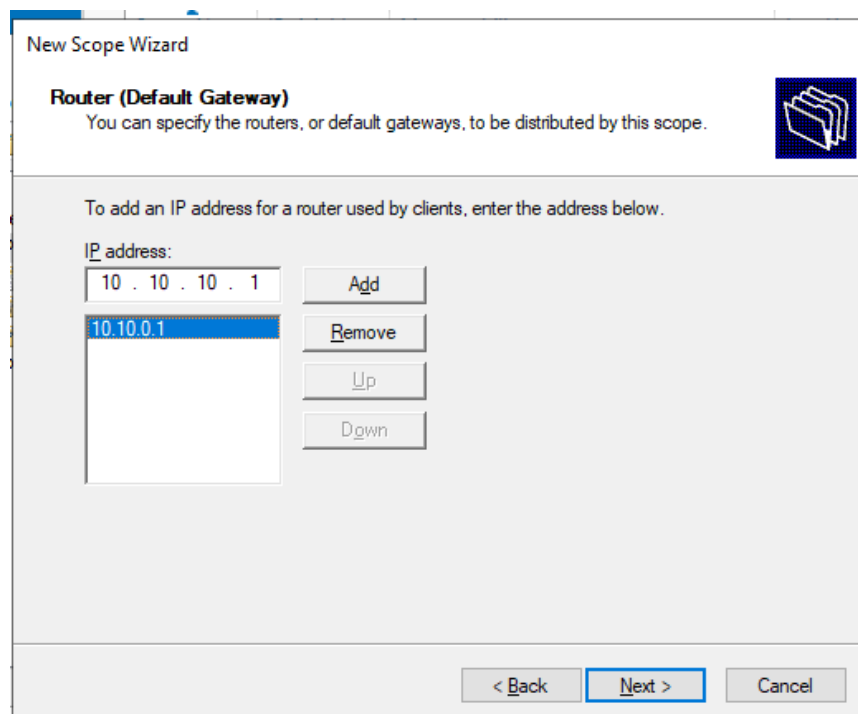 New Scope Wizard
Router (Default Gateway)
You can specify the routers, or default gateways, to be distributed by this scope.
To add an IP address for a router used by clients, enter the address below.
IP address:
10 . 10 . 10 . 1
Add
10.10.0.1
Remove
Up
Down
< Back
Next >
Cancel